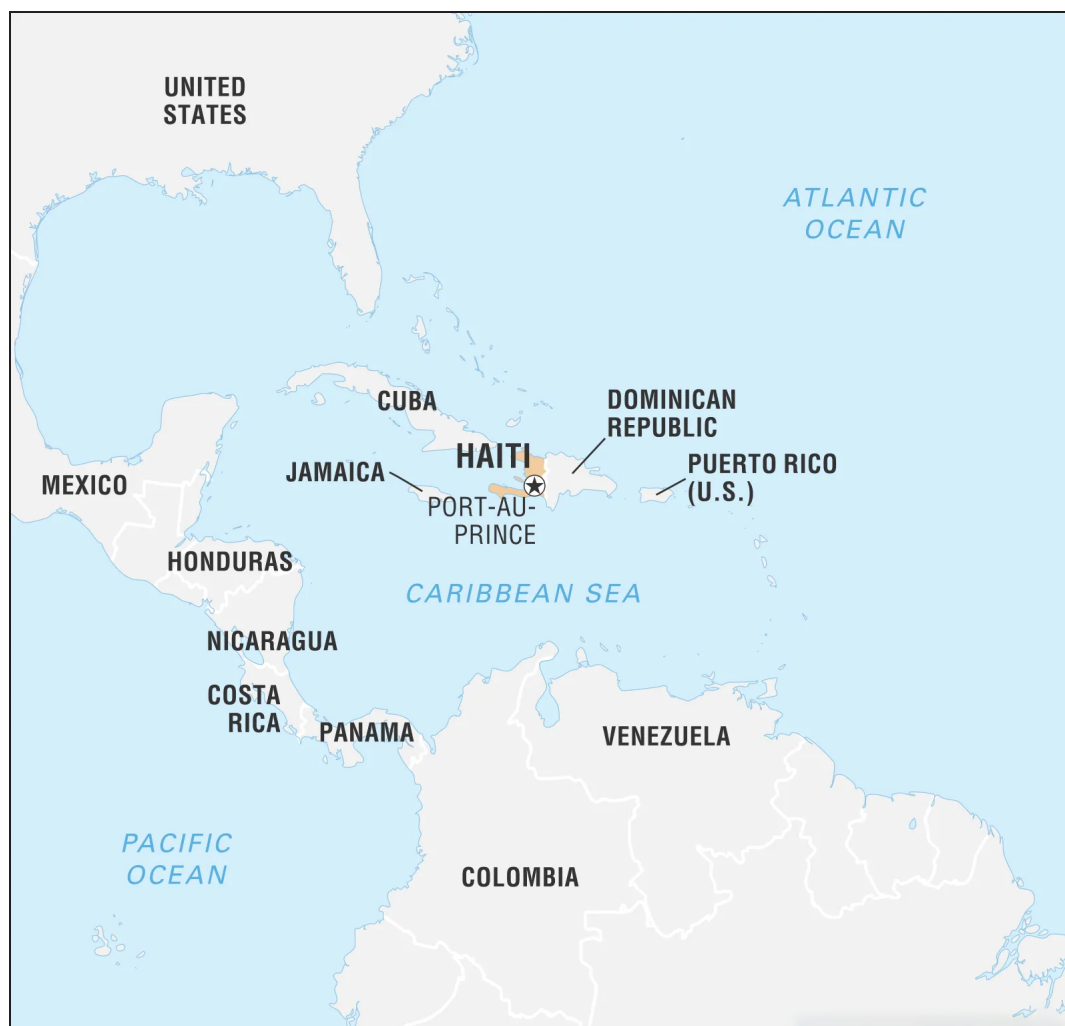 UNITED
STATES
ATLANTIC
OCEAN
CUBA
DOMINICAN
REPUBLIC
HAITI
JAMAICA
PUERTO RICO
(U.S.)
MEXICO
PORT-AU-
PRINCE
HONDURAS
CARIBBEAN SEA
NICARAGUA
COSTA
RICA
PANAMA
VENEZUELA
PACIFIC
OCEAN
COLOMBIA